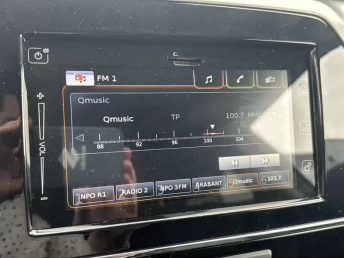 FM 1
Qmusic
Qmusic TP 100.7 MHz
88 92 96 100 104
VOL
NPO R1 RADIO 2 NPO 3FM BRABANT Qmusic 101.7